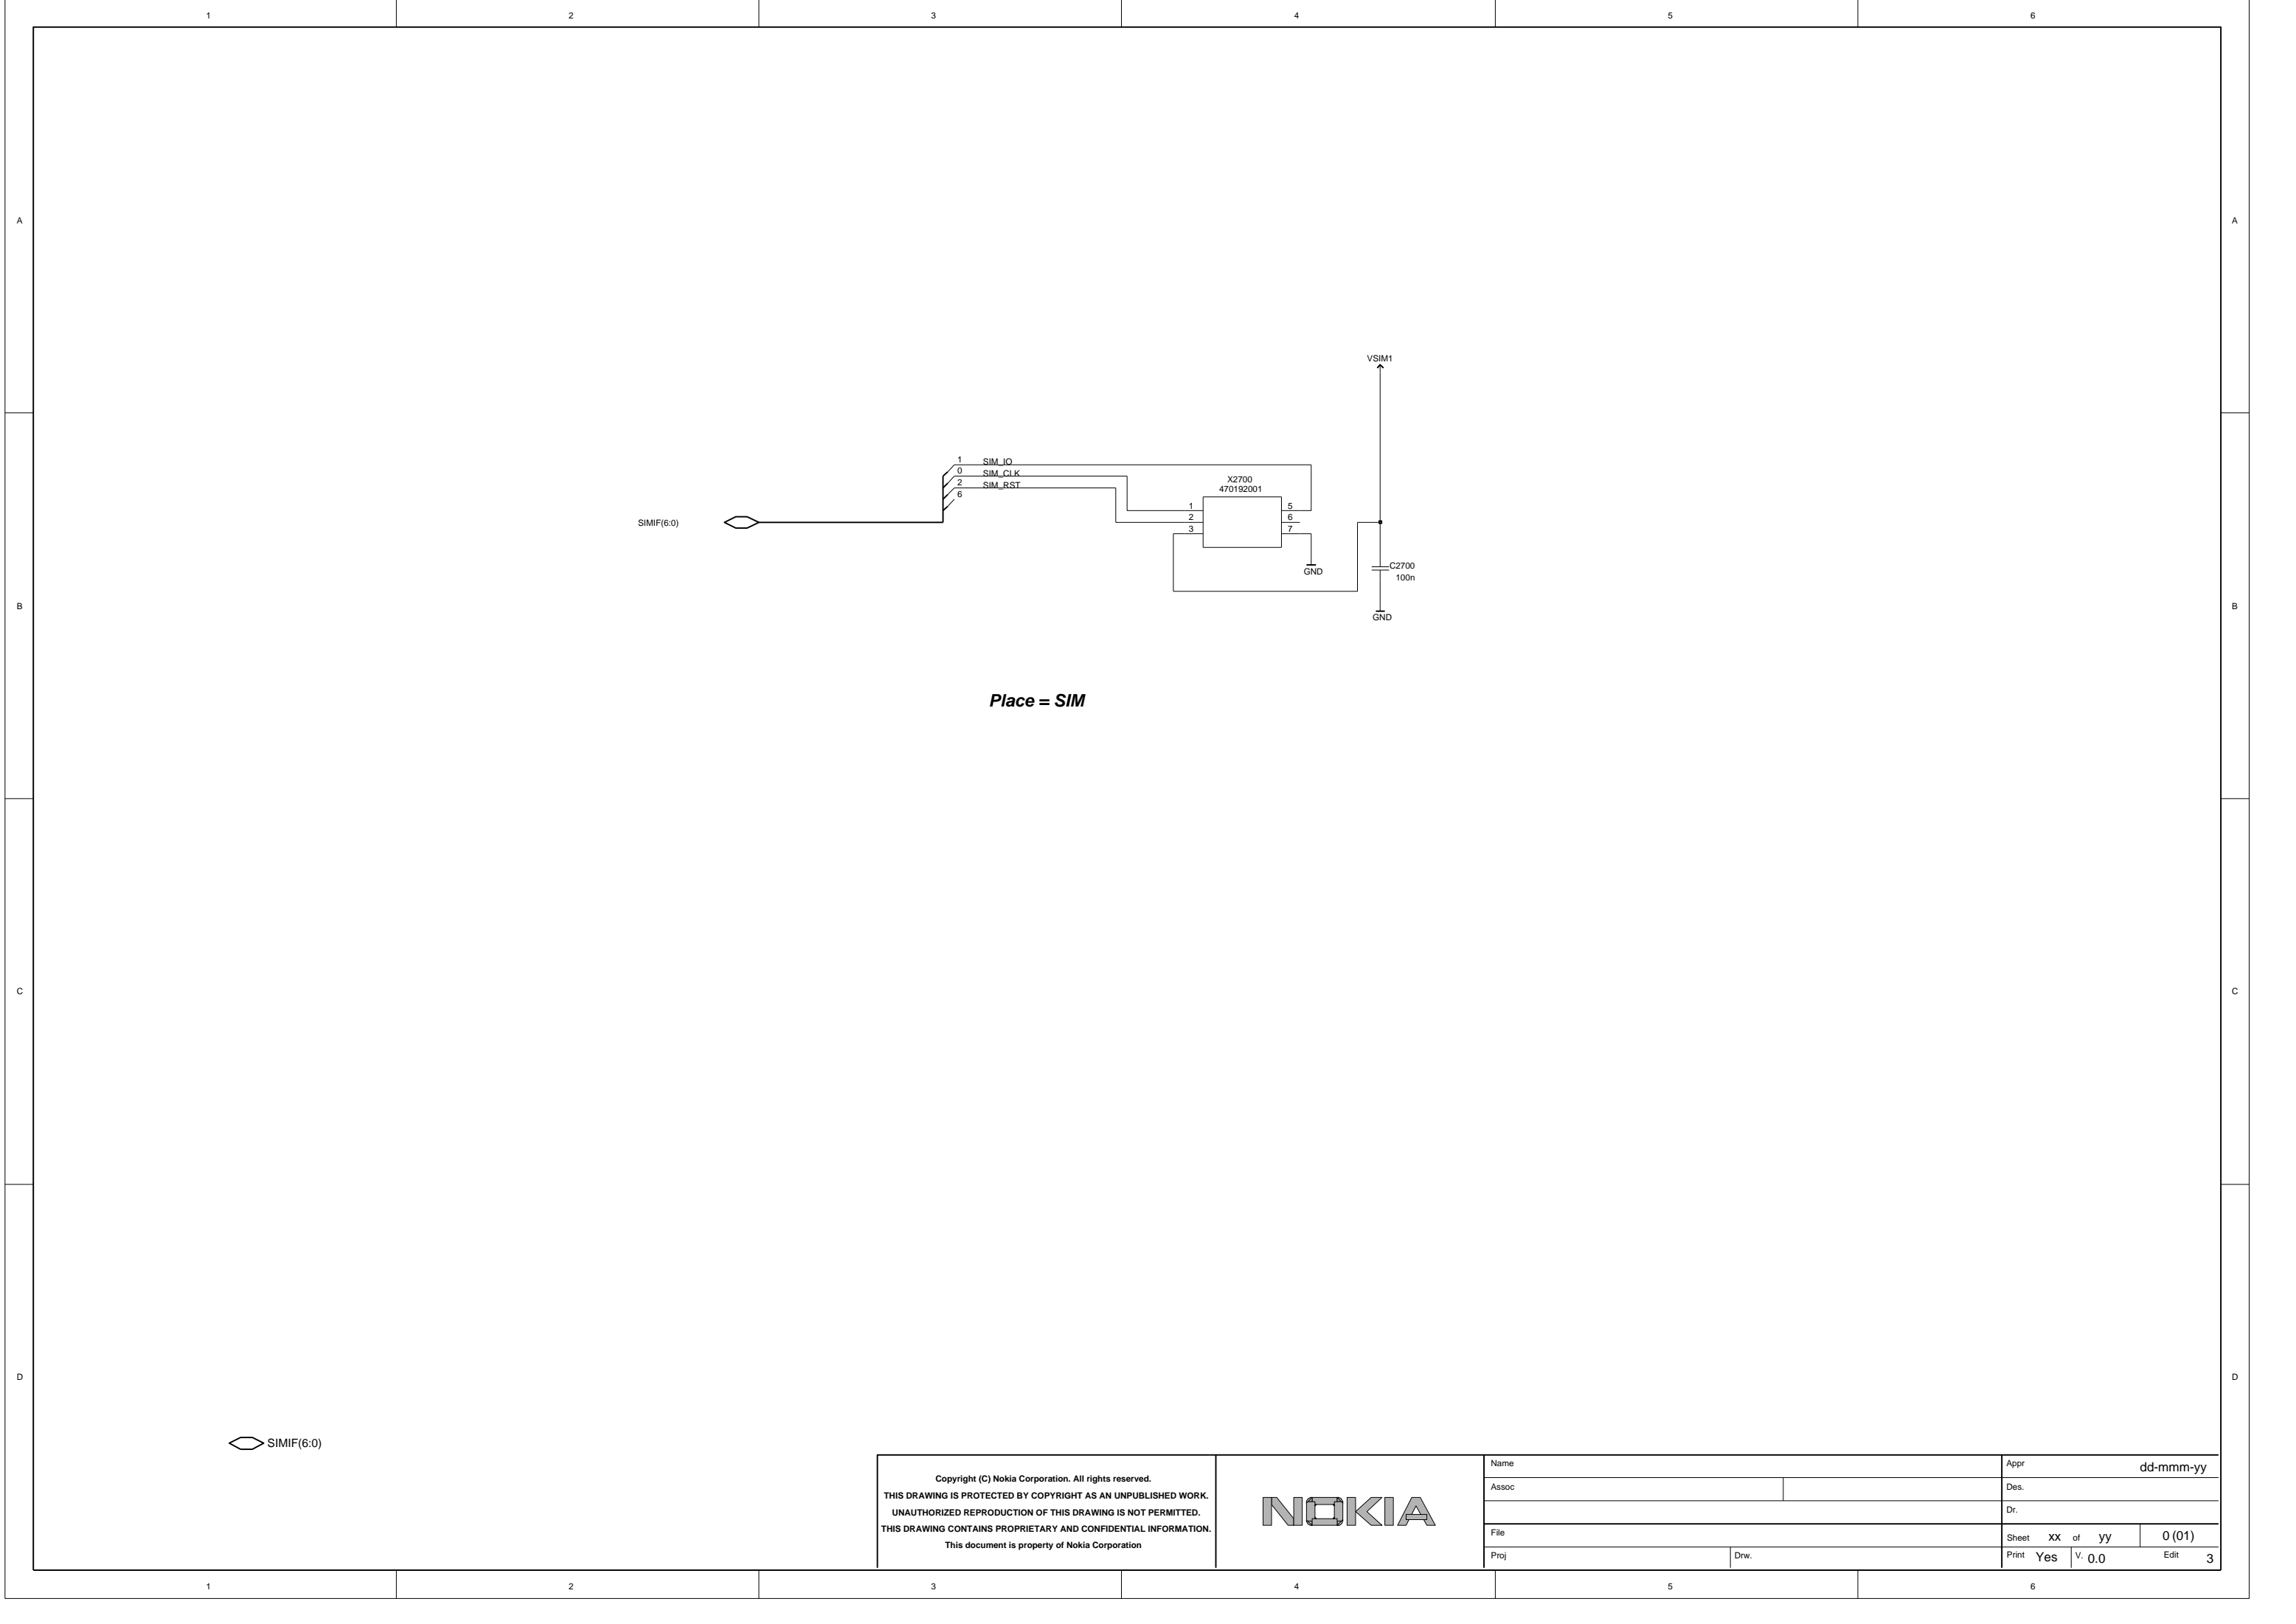 1 2 3 4 5 6
A A
VSIM1
1 SIM_IO
0 SIM_CLK
2 SIM_RST
6
X2700
470192001
1 5
2 6
3 7
SIMIF(6:0)
GND
C2700
100n
GND
B B
Place = SIM
C C
D D
SIMIF(6:0)
Copyright (C) Nokia Corporation. All rights reserved.
THIS DRAWING IS PROTECTED BY COPYRIGHT AS AN UNPUBLISHED WORK.
UNAUTHORIZED REPRODUCTION OF THIS DRAWING IS NOT PERMITTED.
THIS DRAWING CONTAINS PROPRIETARY AND CONFIDENTIAL INFORMATION.
This document is property of Nokia Corporation
NOKIA
Name
Appr dd-mmm-yy
Assoc
Des.
Dr.
File
Sheet xx of yy 0 (01)
Proj Drw.
Print Yes V. 0.0 Edit 3
1 2 3 4 5 6